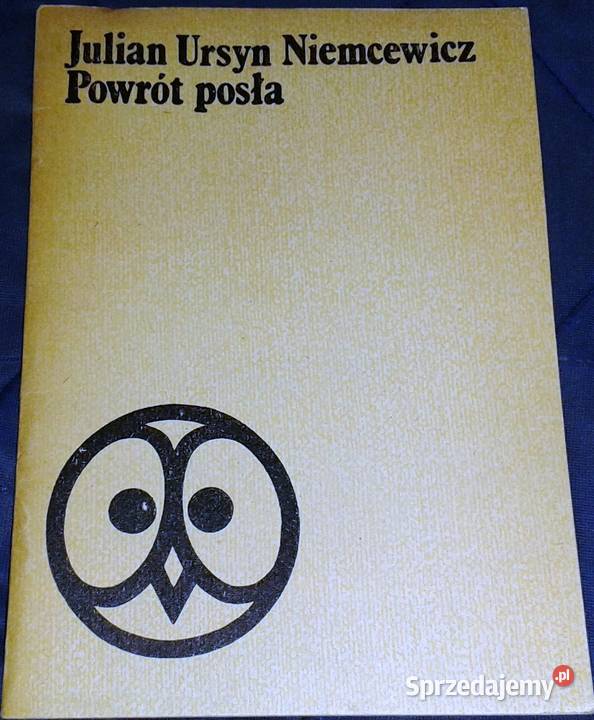 Julian Ursyn Niemcewicz
Powrót posła
Sprzedajemy.pl